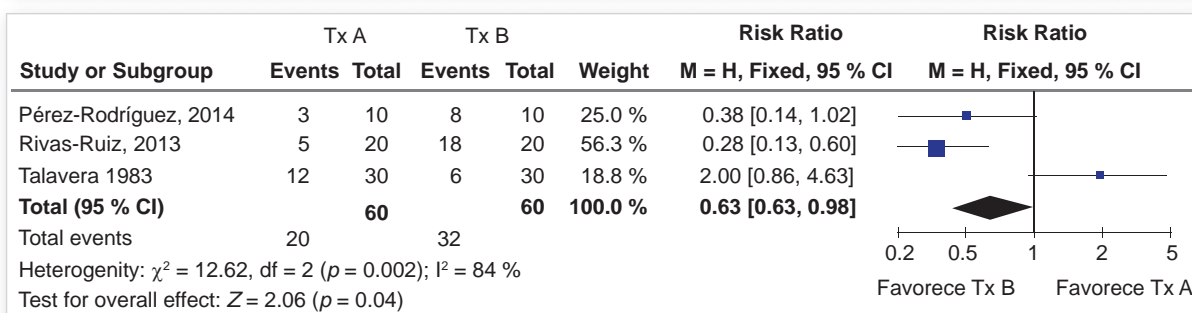 Tx A Tx B Risk Ratio Risk Ratio
Study or Subgroup Events Total Events Total Weight M = H, Fixed, 95 % CI M = H, Fixed, 95 % CI
Pérez-Rodríguez, 2014 3 10 8 10 25.0 % 0.38 [0.14, 1.02]
Rivas-Ruiz, 2013 5 20 18 20 56.3 % 0.28 [0.13, 0.60]
Talavera 1983 12 30 6 30 18.8 % 2.00 [0.86, 4.63]
Total (95 % CI) 60 60 100.0 % 0.63 [0.63, 0.98]
Total events 20 32
Heterogenity: χ² = 12.62, df = 2 (p = 0.002); I² = 84 %
Test for overall effect: Z = 2.06 (p = 0.04)
0.2 0.5 1 2 5
Favorece Tx B Favorece Tx A